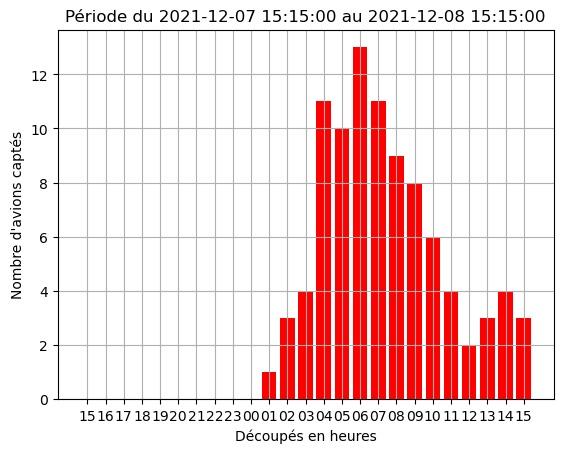 Période du 2021-12-07 15:15:00 au 2021-12-08 15:15:00
12
10
8
6
4
2
0
Nombre d'avions captés
15 16 17 18 19 20 21 22 23 00 01 02 03 04 05 06 07 08 09 10 11 12 13 14 15
Découpés en heures